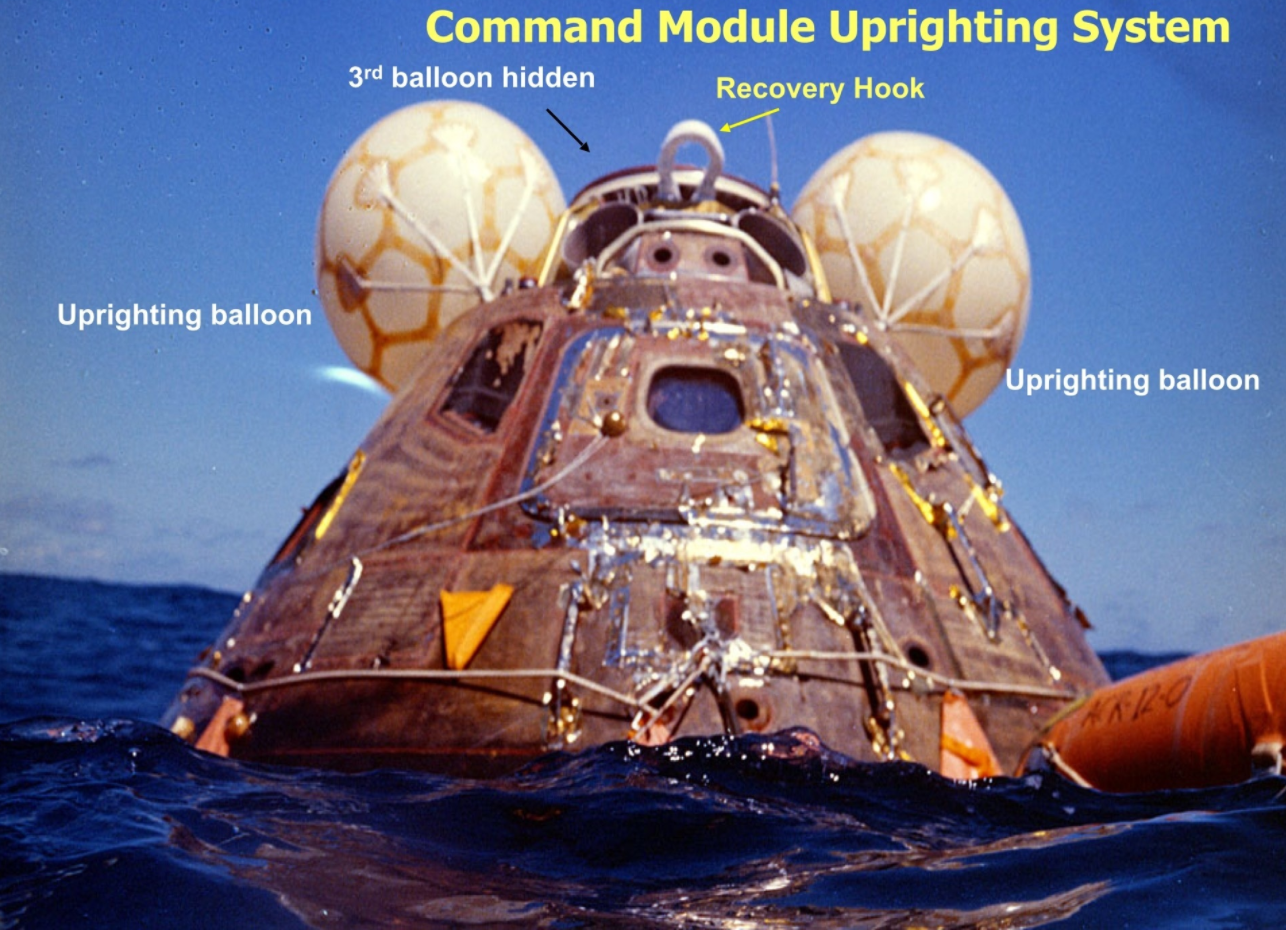 Command Module Uprighting System
3rd balloon hidden
Recovery Hook
Uprighting balloon
Uprighting balloon